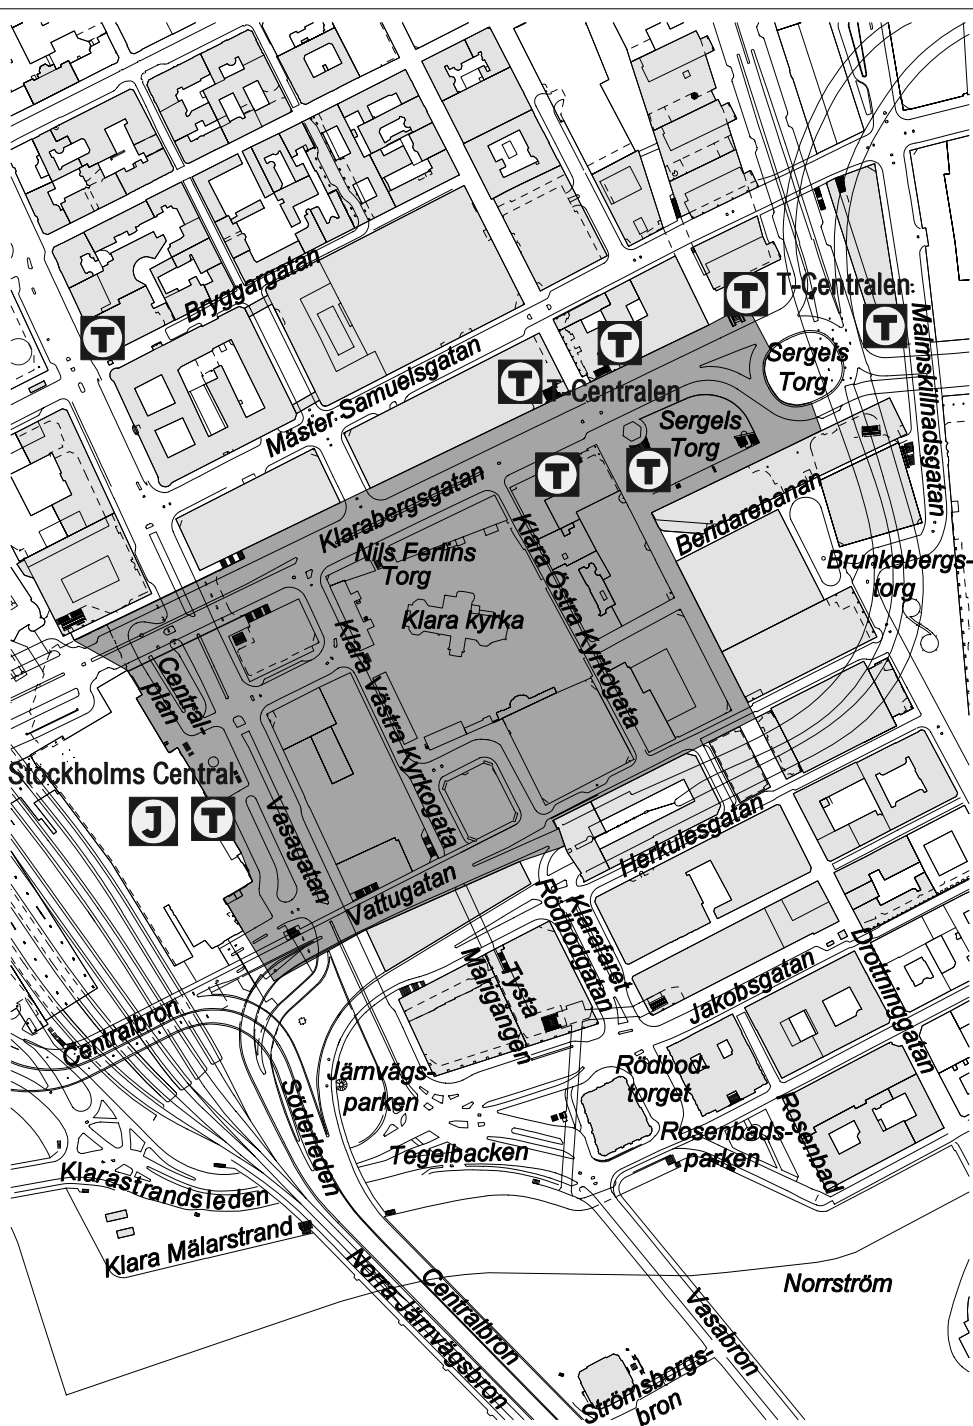 Bryggargatan
T
T-Centralen
T
T
Malmskillnadsgatan
Sergels
Torg
Mäster Samuelsgatan
T
T
T-Centralen
Sergels
Torg
T
T
Klarabergsgatan
Beridarebanan
Nils Ferlins
Torg
Klara kyrka
Klara Östra Kyrkogata
Brunkebergs-
torg
Klara Västra Kyrkogata
Central-
plan
Stockholms Central
J
T
Vasagatan
Vattugatan
Herkulesgatan
Rödbodgatan
Klarafaret
Drottninggatan
Jakobsgatan
Tysta
Mangången
Centralbron
Järnvägs-
parken
Söderleden
Rödbod-
torget
Rosenbad
Rosenbads-
parken
Tegelbacken
Klarastrandsleden
Klara Mälarstrand
Norra Järnvägsbron
Centralbron
Vasabron
Norrström
Strömsborgs-
bron